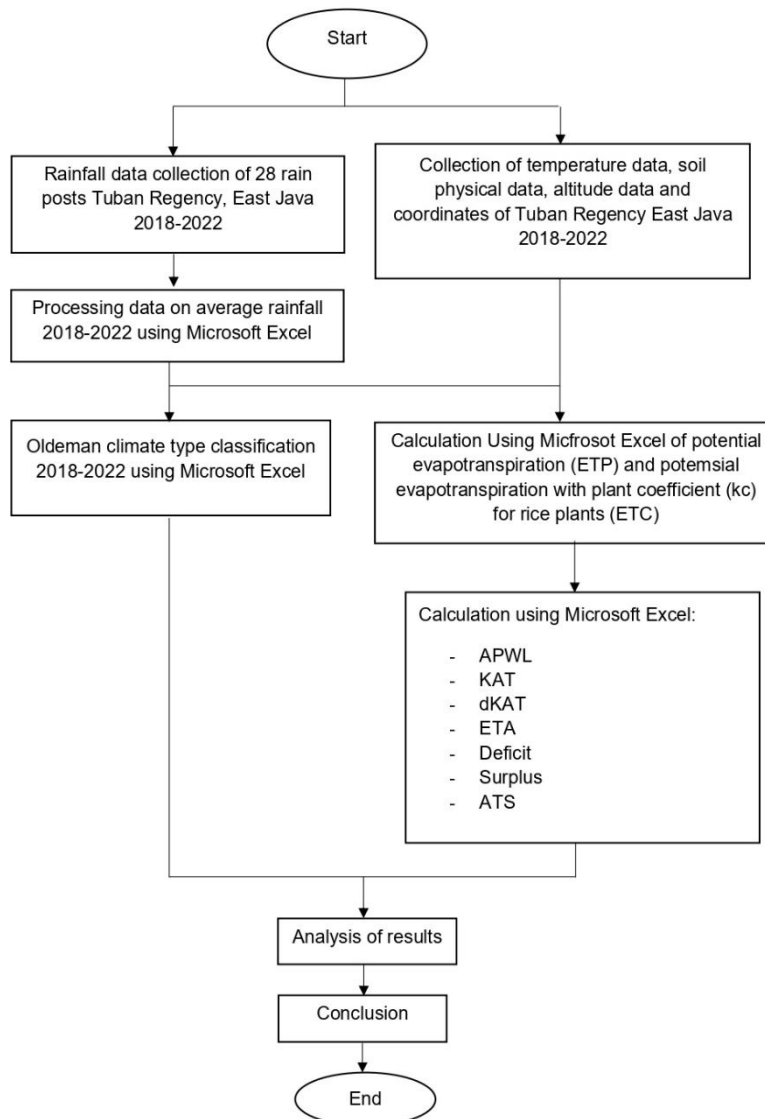 Start
Rainfall data collection of 28 rain
posts Tuban Regency, East Java
2018-2022
Collection of temperature data, soil
physical data, altitude data and
coordinates of Tuban Regency East Java
2018-2022
Processing data on average rainfall
2018-2022 using Microsoft Excel
Oldeman climate type classification
2018-2022 using Microsoft Excel
Calculation Using Micfrosot Excel of potential
evapotranspiration (ETP) and potemsial
evapotranspiration with plant coefficient (kc)
for rice plants (ETC)
Calculation using Microsoft Excel:
- APWL
- KAT
- dKAT
- ETA
- Deficit
- Surplus
- ATS
Analysis of results
Conclusion
End